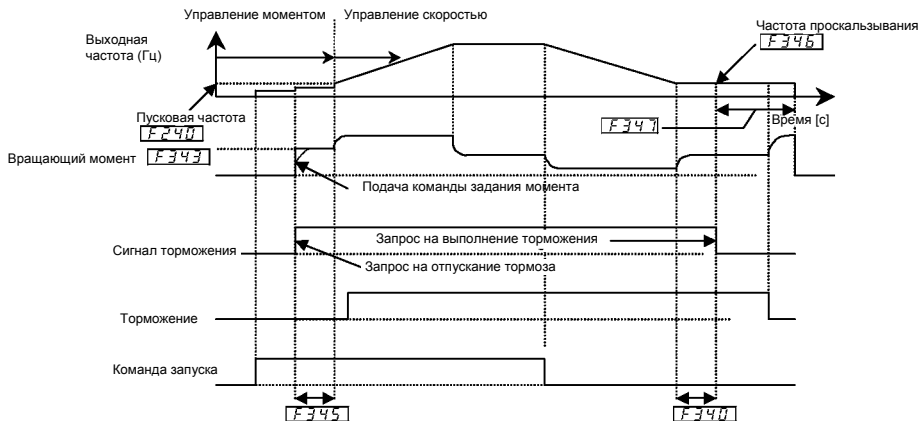 Управление моментом
Управление скоростью
Частота проскальзывания
F346
Выходная
частота (Гц)
Пусковая частота
F240
F347
Время [с]
Вращающий момент
F343
Подача команды задания момента
Запрос на выполнение торможения
Сигнал торможения
Запрос на отпускание тормоза
Торможение
Команда запуска
F345
F340